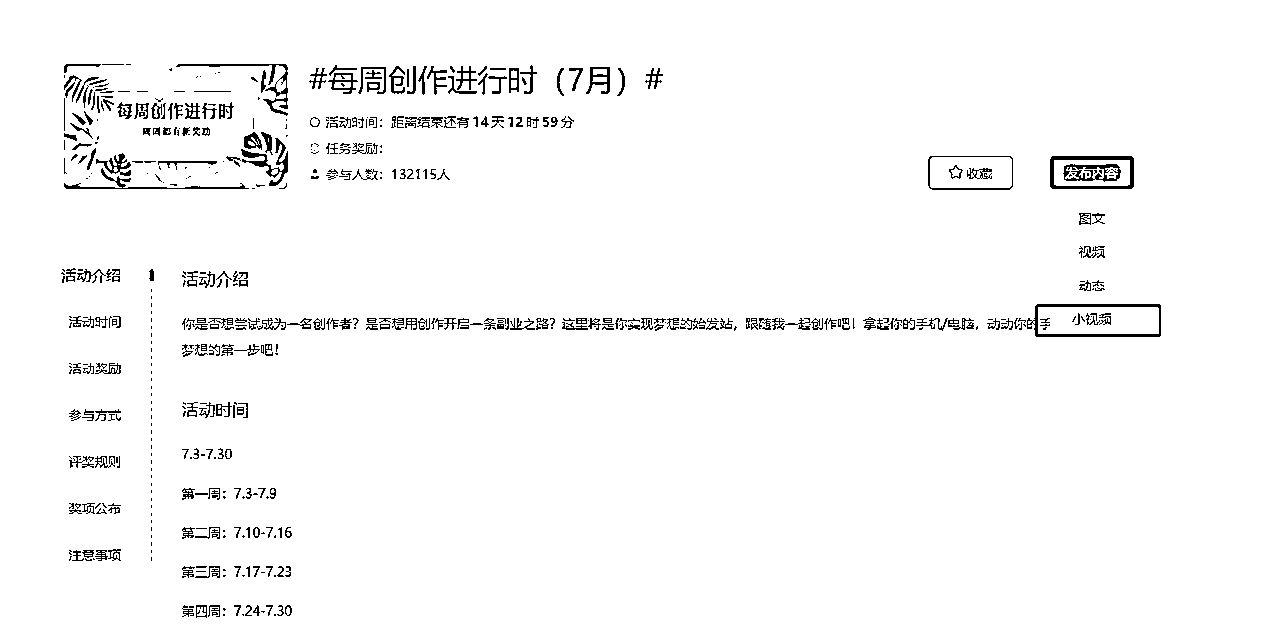 #每周创作进行时（7月）#
每周创作进行时
周周都有新奖励
活动时间：距离结束还有 14 天 12 时 59 分
任务奖励：
参与人数：132115人
收藏
发布内容
图文
视频
动态
小视频
活动介绍
活动时间
活动奖励
参与方式
评奖规则
奖项公布
注意事项
活动介绍
你是否想尝试成为一名创作者？是否想用创作开启一条副业之路？这里将是你实现梦想的始发站，跟随我一起创作吧！拿起你的手机/电脑，动动你的手
梦想的第一步吧！
活动时间
7.3-7.30
第一周：7.3-7.9
第二周：7.10-7.16
第三周：7.17-7.23
第四周：7.24-7.30